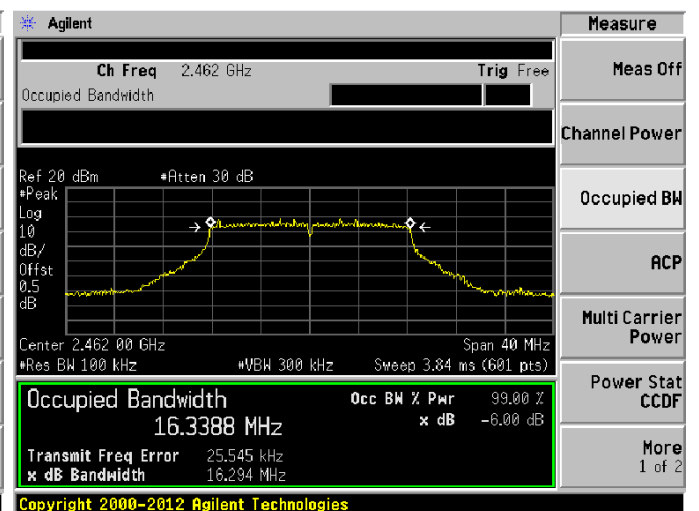 Agilent
Measure
Ch Freq 2.462 GHz Trig Free
Occupied Bandwidth
Meas Off
Channel Power
Occupied BW
ACP
Multi Carrier
Power
Power Stat
CCDF
More
1 of 2
Ref 20 dBm #Atten 30 dB
#Peak
Log
10
dB/
Offst
0.5
dB
Center 2.462 00 GHz Span 40 MHz
#Res BW 100 kHz #VBW 300 kHz Sweep 3.84 ms (601 pts)
Occupied Bandwidth Occ BW % Pwr 99.00 %
16.3388 MHz x dB -6.00 dB
Transmit Freq Error 25.545 kHz
x dB Bandwidth 16.294 MHz
Copyright 2000-2012 Agilent Technologies